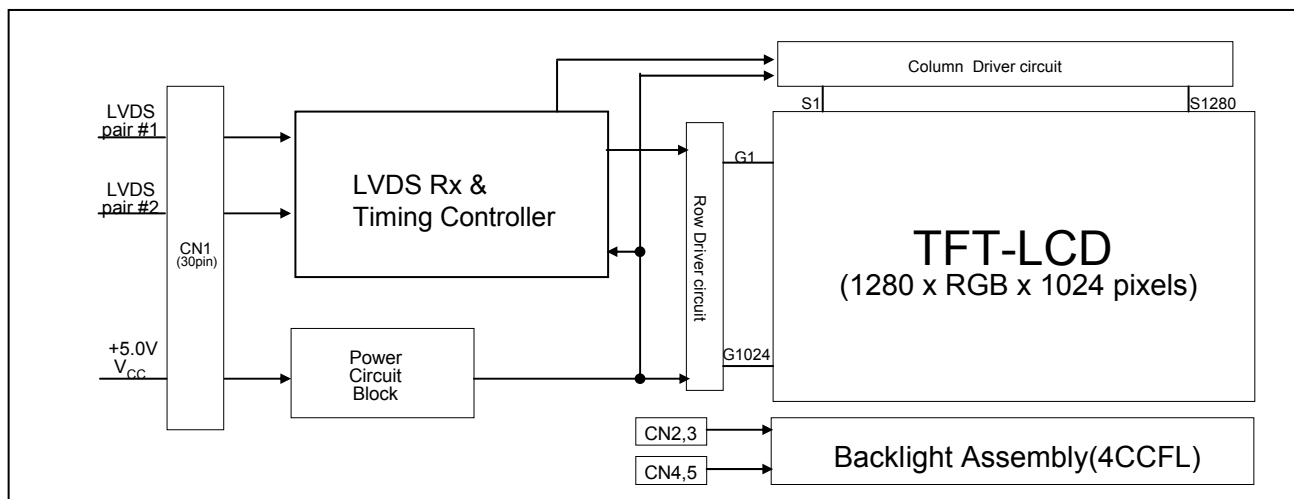 Column Driver circuit
S1
S1280
LVDS
pair #1
LVDS
pair #2
CN1
(30pin)
LVDS Rx &
Timing Controller
G1
Row Driver circuit
TFT-LCD
(1280 x RGB x 1024 pixels)
+5.0V
VCC
Power
Circuit
Block
G1024
CN2,3
CN4,5
Backlight Assembly(4CCFL)